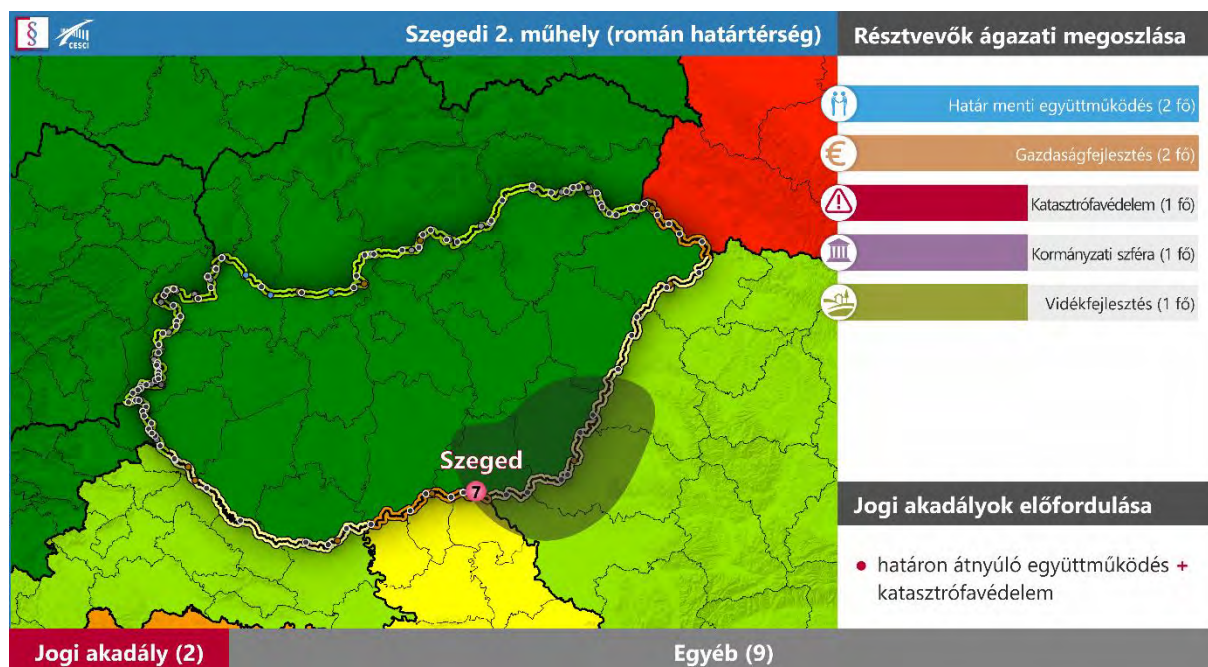 §
CESCI
Szegedi 2. műhely (román határtérség)
Résztvevők ágazati megoszlása
Határ menti együttműködés (2 fő)
€
Gazdaságfejlesztés (2 fő)
Katasztrófavédelem (1 fő)
Kormányzati szféra (1 fő)
Vidékfejlesztés (1 fő)
Szeged
7
Jogi akadályok előfordulása
• határon átnyúló együttműködés +
katasztrófavédelem
Jogi akadály (2)
Egyéb (9)